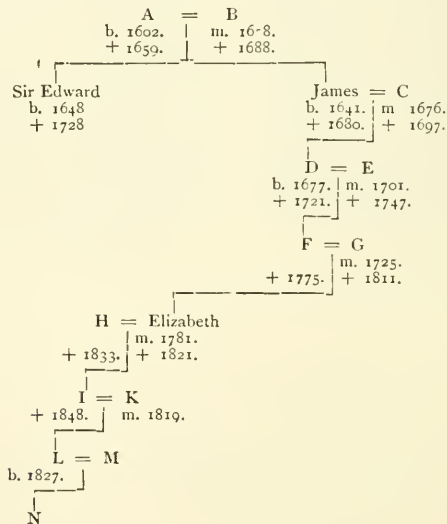 A = B
b. 1602. m. 16-8.
+ 1659. + 1688.
Sir Edward James = C
b. 1648 b. 1641. m 1676.
+ 1728 + 1680. + 1697.
D = E
b. 1677. m. 1701.
+ 1721. + 1747.
F = G
m. 1725.
+ 1775. + 1811.
H = Elizabeth
m. 1781.
+ 1833. + 1821.
I = K
+ 1848. m. 1819.
L = M
b. 1827.
N